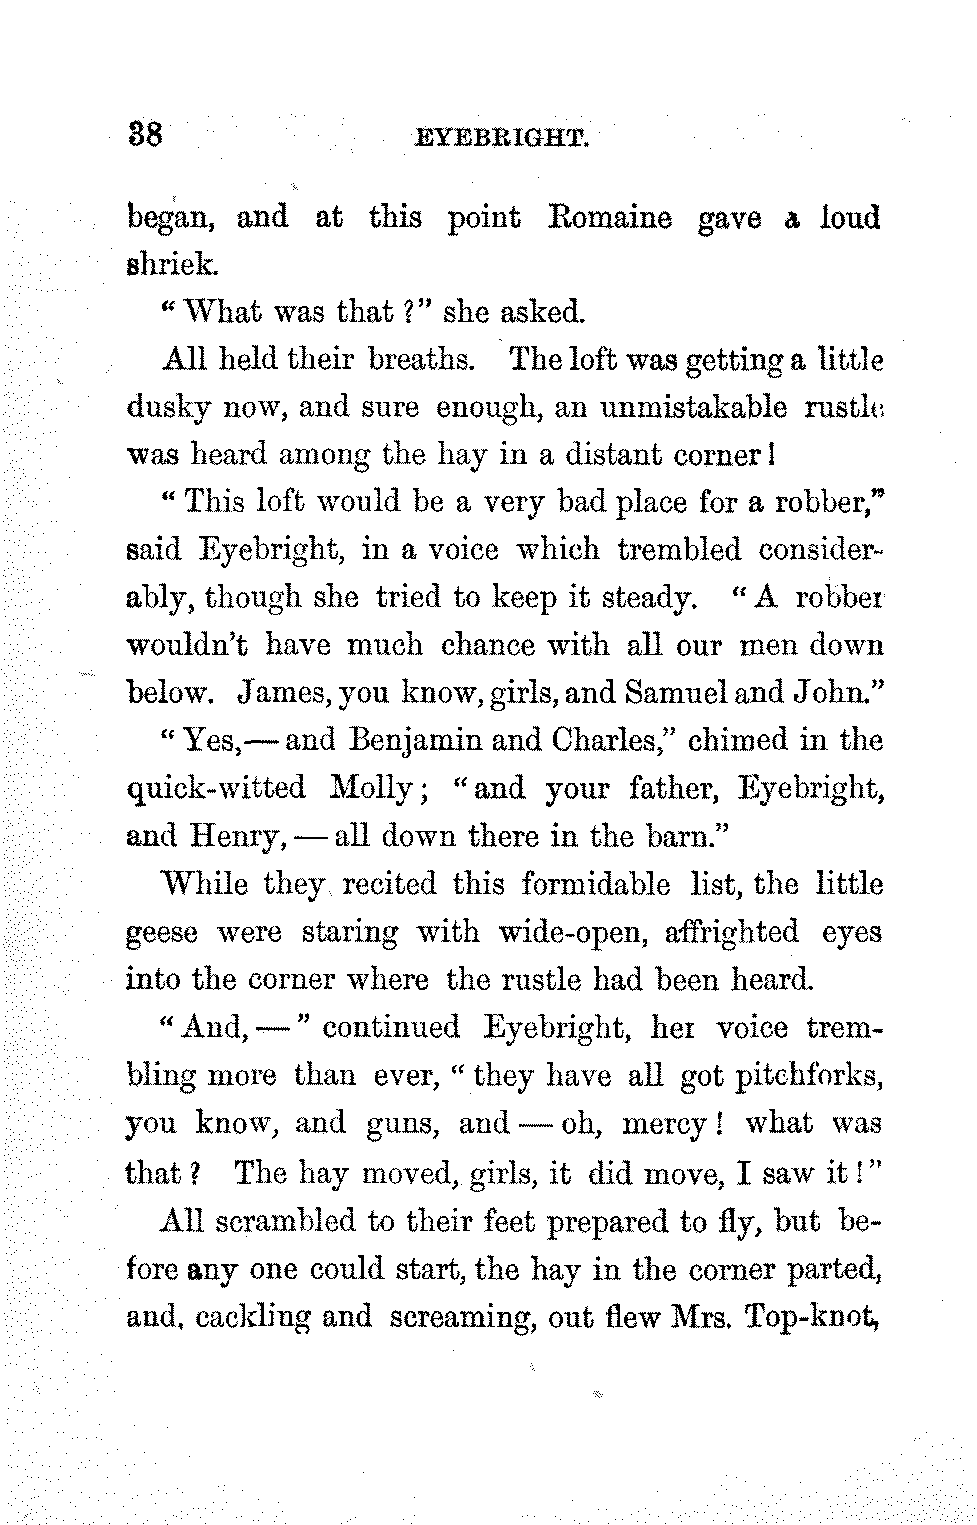 38 EYEBRIGHT.
began, and at this point Romaine gave a loud
shriek.
"What was that?" she asked.
All held their breaths. The loft was getting a little
dusky now, and sure enough, an unmistakable rustle
was heard among the hay in a distant corner!
"This loft would be a very bad place for a robber,"
said Eyebright, in a voice which trembled consider-
ably, though she tried to keep it steady. "A robber
wouldn't have much chance with all our men down
below. James, you know, girls, and Samuel and John."
"Yes,—and Benjamin and Charles," chimed in the
quick-witted Molly; "and your father, Eyebright,
and Henry,—all down there in the barn."
While they recited this formidable list, the little
geese were staring with wide-open, affrighted eyes
into the corner where the rustle had been heard.
"And,—" continued Eyebright, her voice trem-
bling more than ever, "they have all got pitchforks,
you know, and guns, and—oh, mercy! what was
that? The hay moved, girls, it did move, I saw it!"
All scrambled to their feet prepared to fly, but be-
fore any one could start, the hay in the corner parted,
and, cackling and screaming, out flew Mrs. Top-knot,